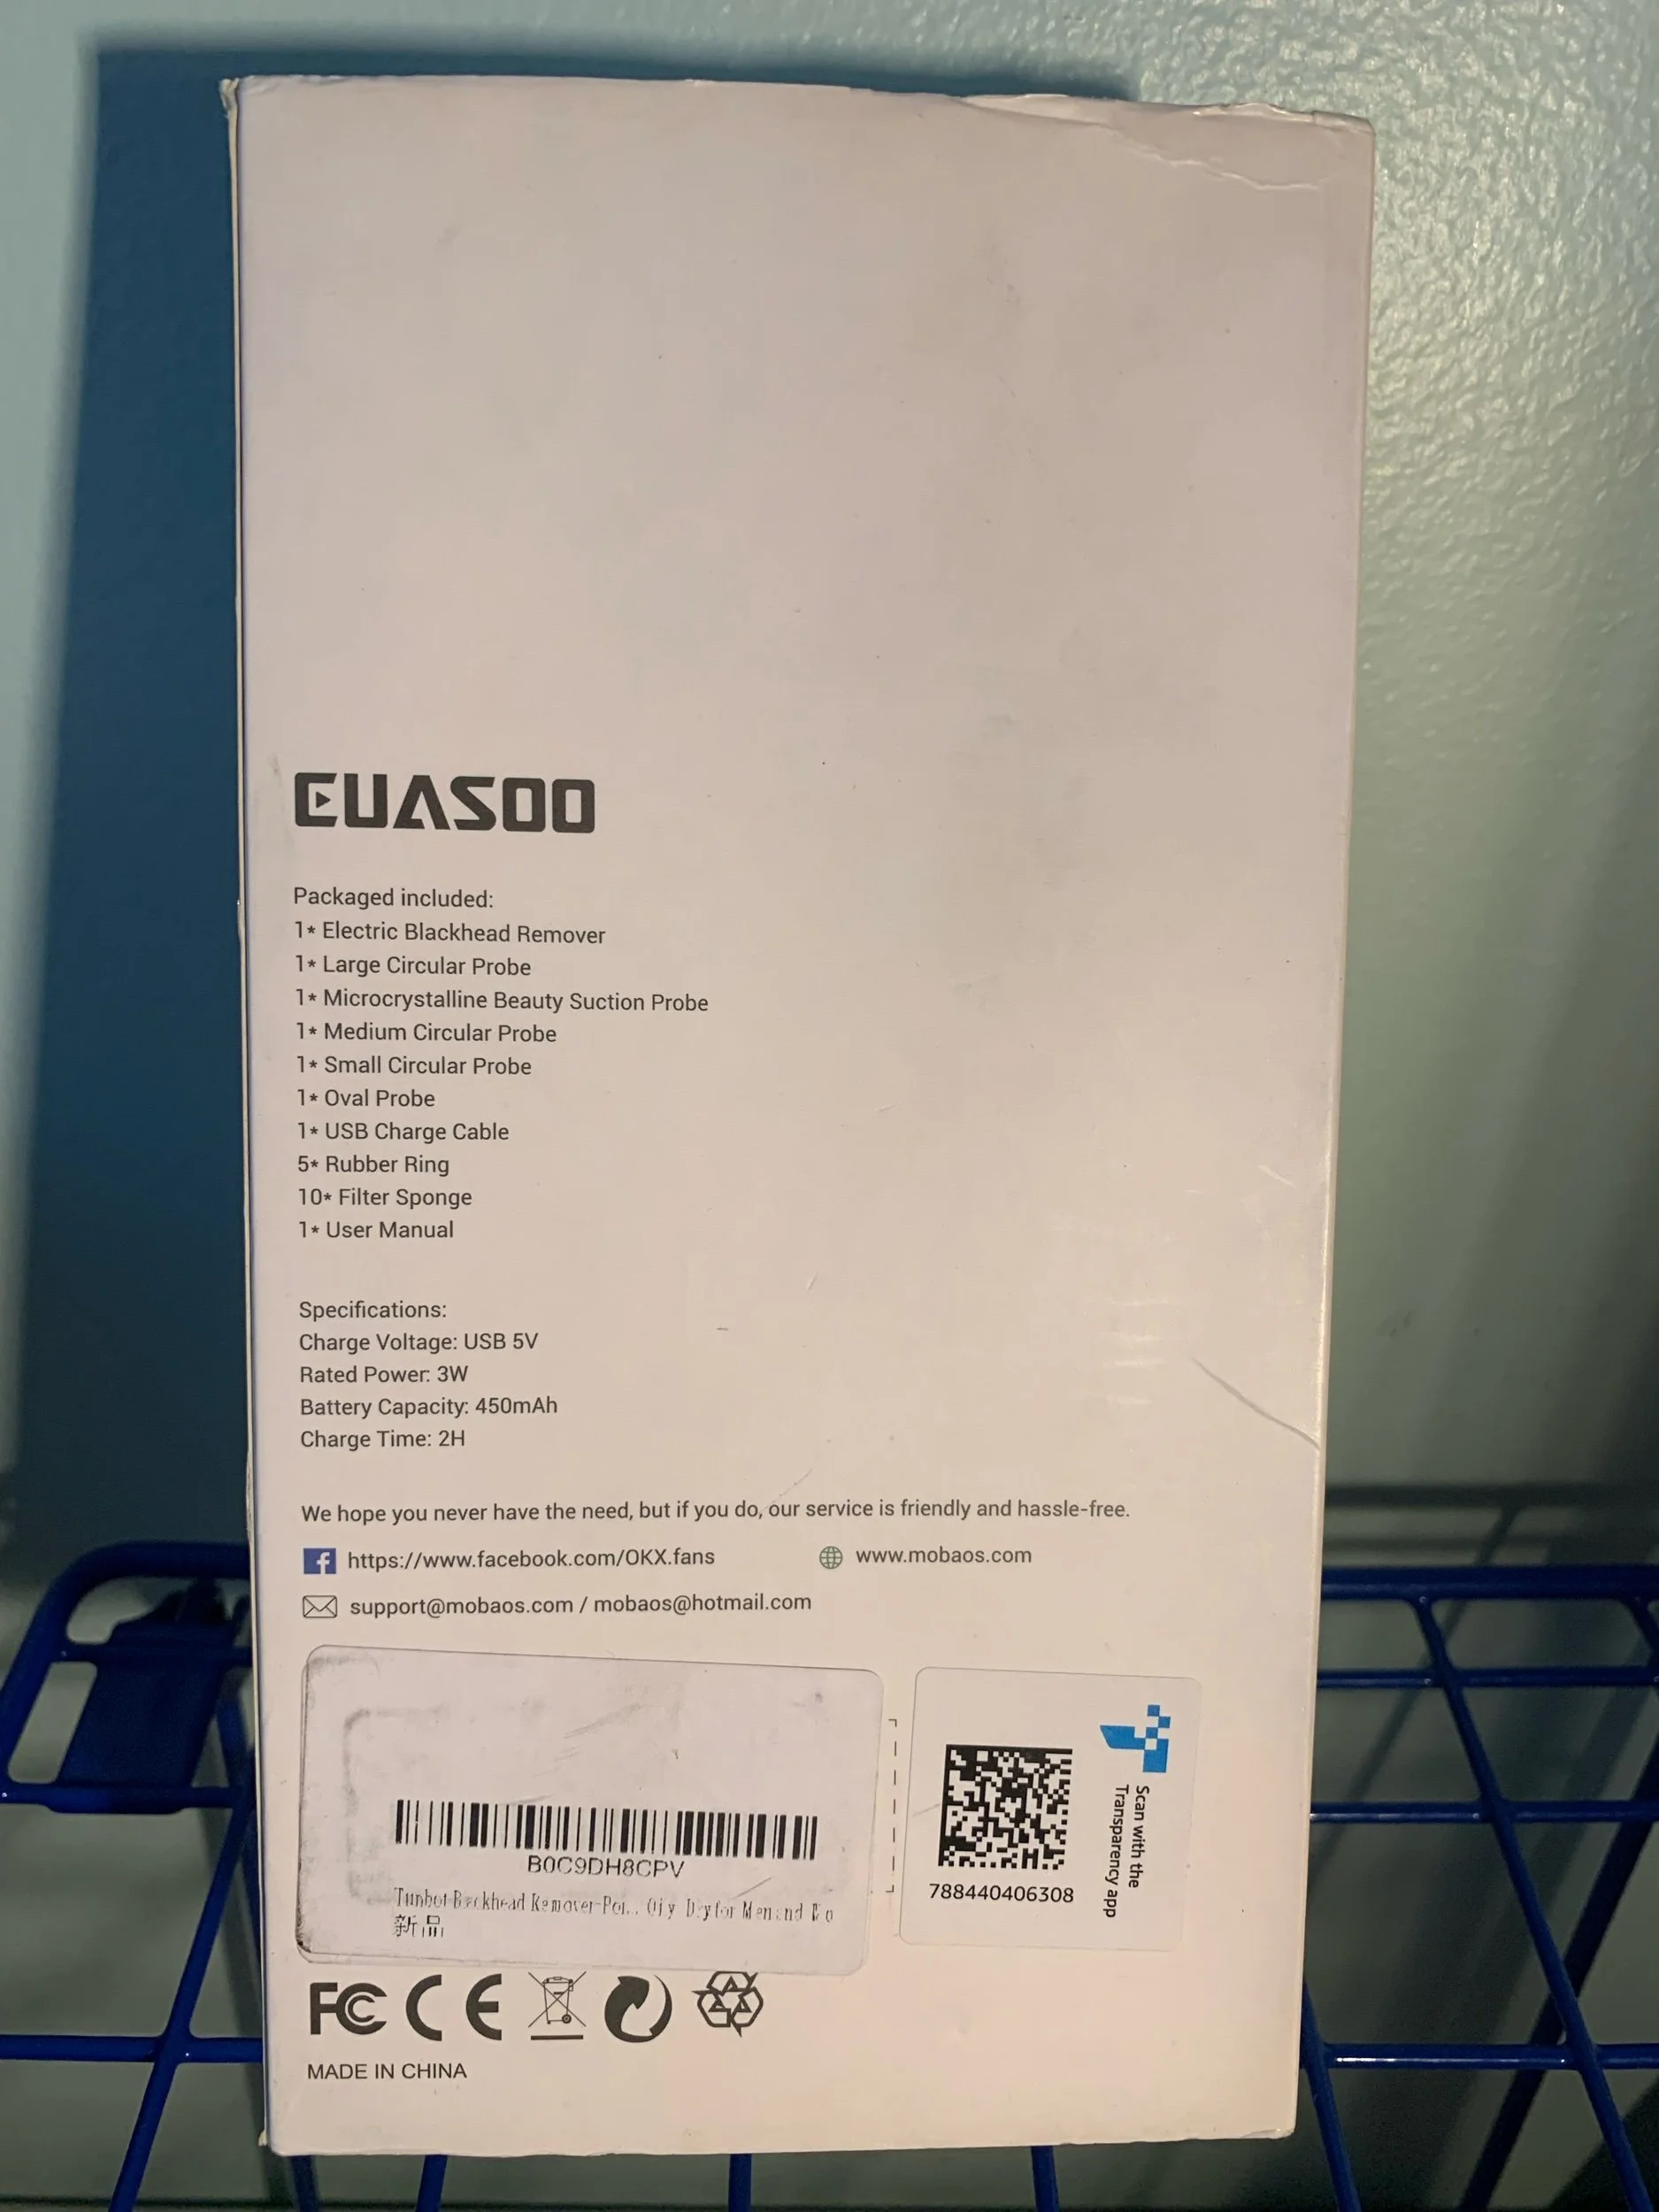 EUASOO
Packaged included:
1* Electric Blackhead Remover
1* Large Circular Probe
1* Microcrystalline Beauty Suction Probe
1* Medium Circular Probe
1* Small Circular Probe
1* Oval Probe
1* USB Charge Cable
5* Rubber Ring
10* Filter Sponge
1* User Manual
Specifications:
Charge Voltage: USB 5V
Rated Power: 3W
Battery Capacity: 450mAh
Charge Time: 2H
We hope you never have the need, but if you do, our service is friendly and hassle-free.
https://www.facebook.com/OKX.fans
www.mobaos.com
support@mobaos.com / mobaos@hotmail.com
B0C9DH8CPV
for Men
新品
Scan with the
Transparency app
788440406308
FC CE
MADE IN CHINA